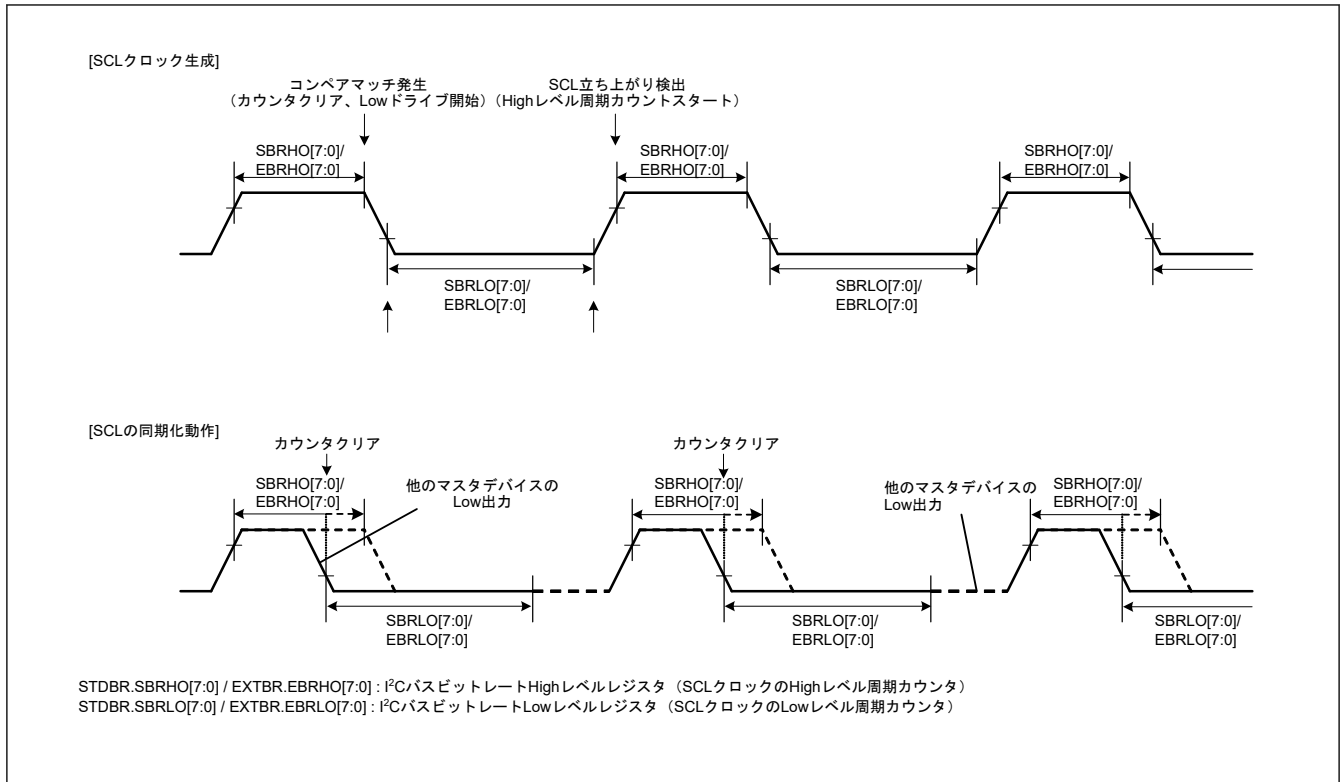 [SCLクロック生成]
コンペアマッチ発生
（カウンタクリア、Lowドライブ開始）
SCL立ち上がり検出
（Highレベル周期カウントスタート）
SBRHO[7:0]/
EBRHO[7:0]
SBRHO[7:0]/
EBRHO[7:0]
SBRHO[7:0]/
EBRHO[7:0]
SBRLO[7:0]/
EBRLO[7:0]
SBRLO[7:0]/
EBRLO[7:0]
[SCLの同期化動作]
カウンタクリア
カウンタクリア
SBRHO[7:0]/
EBRHO[7:0]
他のマスタデバイスの
Low出力
SBRHO[7:0]/
EBRHO[7:0]
他のマスタデバイスの
Low出力
SBRHO[7:0]/
EBRHO[7:0]
SBRLO[7:0]/
EBRLO[7:0]
SBRLO[7:0]/
EBRLO[7:0]
SBRLO[7:0]/
EBRLO[7:0]
STDBR.SBRHO[7:0] / EXTBR.EBRHO[7:0] : I²CバスビットレートHighレベルレジスタ（SCLクロックのHighレベル周期カウンタ）
STDBR.SBRLO[7:0] / EXTBR.EBRLO[7:0] : I²CバスビットレートLowレベルレジスタ（SCLクロックのLowレベル周期カウンタ）